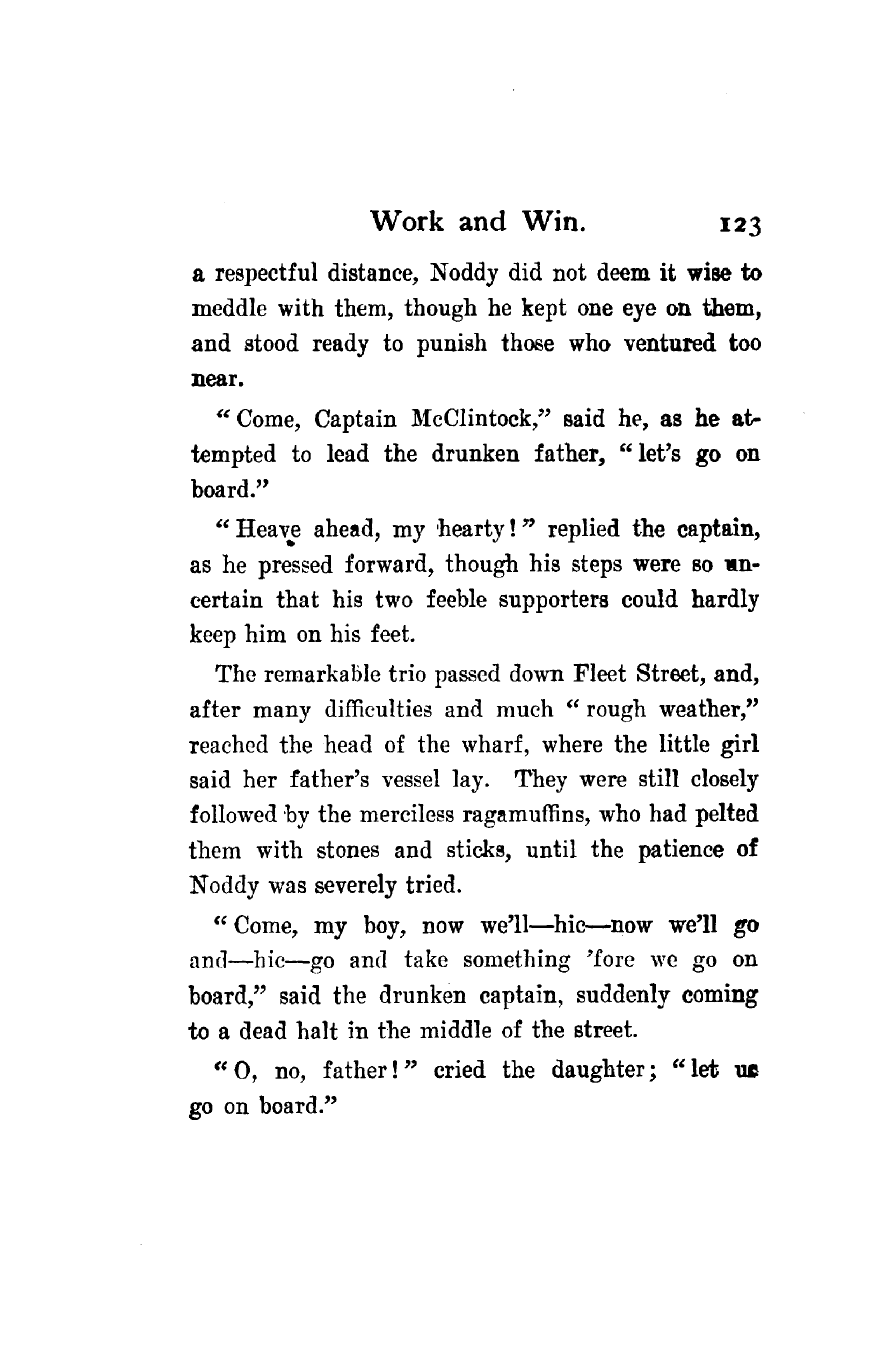 Work and Win. 123
a respectful distance, Noddy did not deem it wise to
meddle with them, though he kept one eye on them,
and stood ready to punish those who ventured too
near.
“ Come, Captain McClintock,” said he, as he at-
tempted to lead the drunken father, “ let’s go on
board.”
“ Heave ahead, my hearty! ” replied the captain,
as he pressed forward, though his steps were so un-
certain that his two feeble supporters could hardly
keep him on his feet.
The remarkable trio passed down Fleet Street, and,
after many difficulties and much “ rough weather,”
reached the head of the wharf, where the little girl
said her father’s vessel lay. They were still closely
followed by the merciless ragamuffins, who had pelted
them with stones and sticks, until the patience of
Noddy was severely tried.
“ Come, my boy, now we’ll—hic—now we’ll go
and—hic—go and take something ’fore we go on
board,” said the drunken captain, suddenly coming
to a dead halt in the middle of the street.
“ O, no, father! ” cried the daughter; “ let us
go on board.”